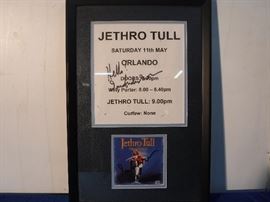 JETHRO TULL
SATURDAY 11th MAY
ORLANDO
DOORS: 
Willy Porter: 8.00 – 8.40pm
JETHRO TULL: 9.00pm
Curfew: None
Jethro Tull